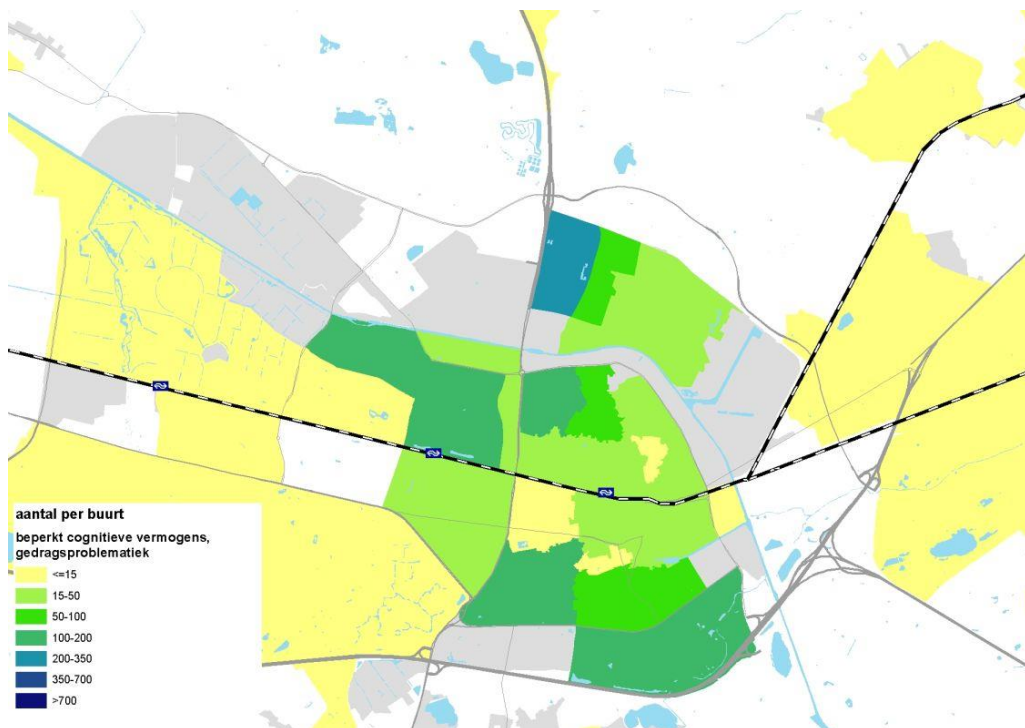 aantal per buurt
beperkt cognitieve vermogens,
gedragsproblematiek
<=15
15-50
50-100
100-200
200-350
350-700
>700